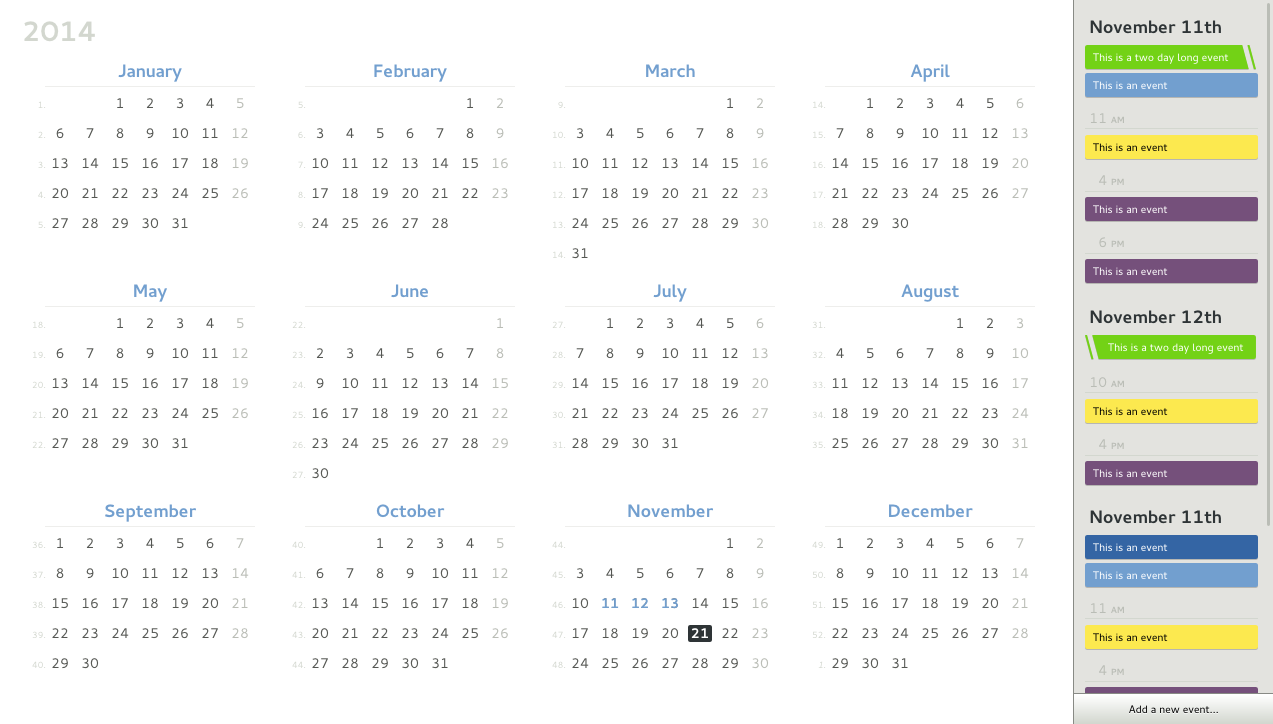 2014
January February March April
1. 1 2 3 4 5 5. 1 2 9. 1 2 14. 1 2 3 4 5 6
2. 6 7 8 9 10 11 12 6. 3 4 5 6 7 8 9 10. 3 4 5 6 7 8 9 15. 7 8 9 10 11 12 13
3. 13 14 15 16 17 18 19 7. 10 11 12 13 14 15 16 11. 10 11 12 13 14 15 16 16. 14 15 16 17 18 19 20
4. 20 21 22 23 24 25 26 8. 17 18 19 20 21 22 23 12. 17 18 19 20 21 22 23 17. 21 22 23 24 25 26 27
5. 27 28 29 30 31 9. 24 25 26 27 28 13. 24 25 26 27 28 29 30 18. 28 29 30
14. 31
May June July August
18. 1 2 3 4 5 22. 1 27. 1 2 3 4 5 6 31. 1 2 3
19. 6 7 8 9 10 11 12 23. 2 3 4 5 6 7 8 28. 7 8 9 10 11 12 13 32. 4 5 6 7 8 9 10
20. 13 14 15 16 17 18 19 24. 9 10 11 12 13 14 15 29. 14 15 16 17 18 19 20 33. 11 12 13 14 15 16 17
21. 20 21 22 23 24 25 26 25. 16 17 18 19 20 21 22 30. 21 22 23 24 25 26 27 34. 18 19 20 21 22 23 24
22. 27 28 29 30 31 26. 23 24 25 26 27 28 29 31. 28 29 30 31 35. 25 26 27 28 29 30 31
27. 30
September October November December
36. 1 2 3 4 5 6 7 40. 1 2 3 4 5 44. 1 2 49. 1 2 3 4 5 6 7
37. 8 9 10 11 12 13 14 41. 6 7 8 9 10 11 12 45. 3 4 5 6 7 8 9 50. 8 9 10 11 12 13 14
38. 15 16 17 18 19 20 21 42. 13 14 15 16 17 18 19 46. 10 11 12 13 14 15 16 51. 15 16 17 18 19 20 21
39. 22 23 24 25 26 27 28 43. 20 21 22 23 24 25 26 47. 17 18 19 20 21 22 23 52. 22 23 24 25 26 27 28
40. 29 30 44. 27 28 29 30 31 48. 24 25 26 27 28 29 30 29 30 31
November 11th
This is a two day long event
This is an event
11 AM
This is an event
4 PM
This is an event
6 PM
This is an event
November 12th
This is a two day long event
10 AM
This is an event
4 PM
This is an event
November 11th
This is an event
This is an event
11 AM
This is an event
4 PM
Add a new event...